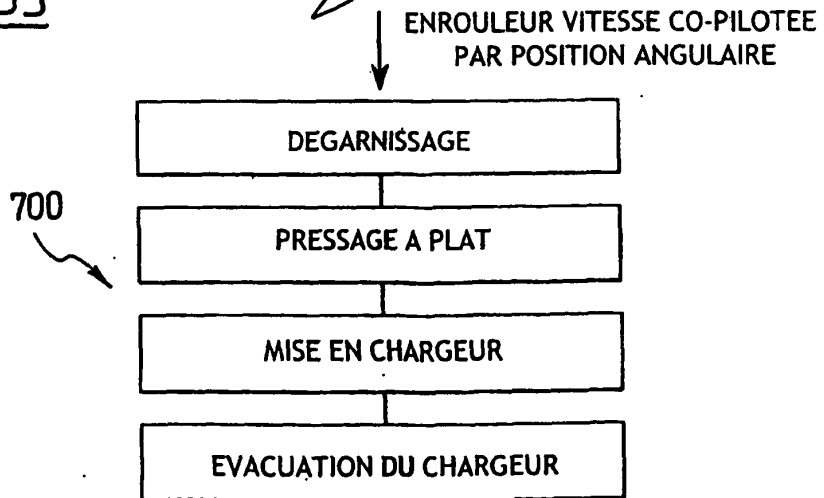 ENROULEUR VITESSE CO-PILOTEE
PAR POSITION ANGULAIRE
DEGARNISSAGE
700
PRESSAGE A PLAT
MISE EN CHARGEUR
EVACUATION DU CHARGEUR